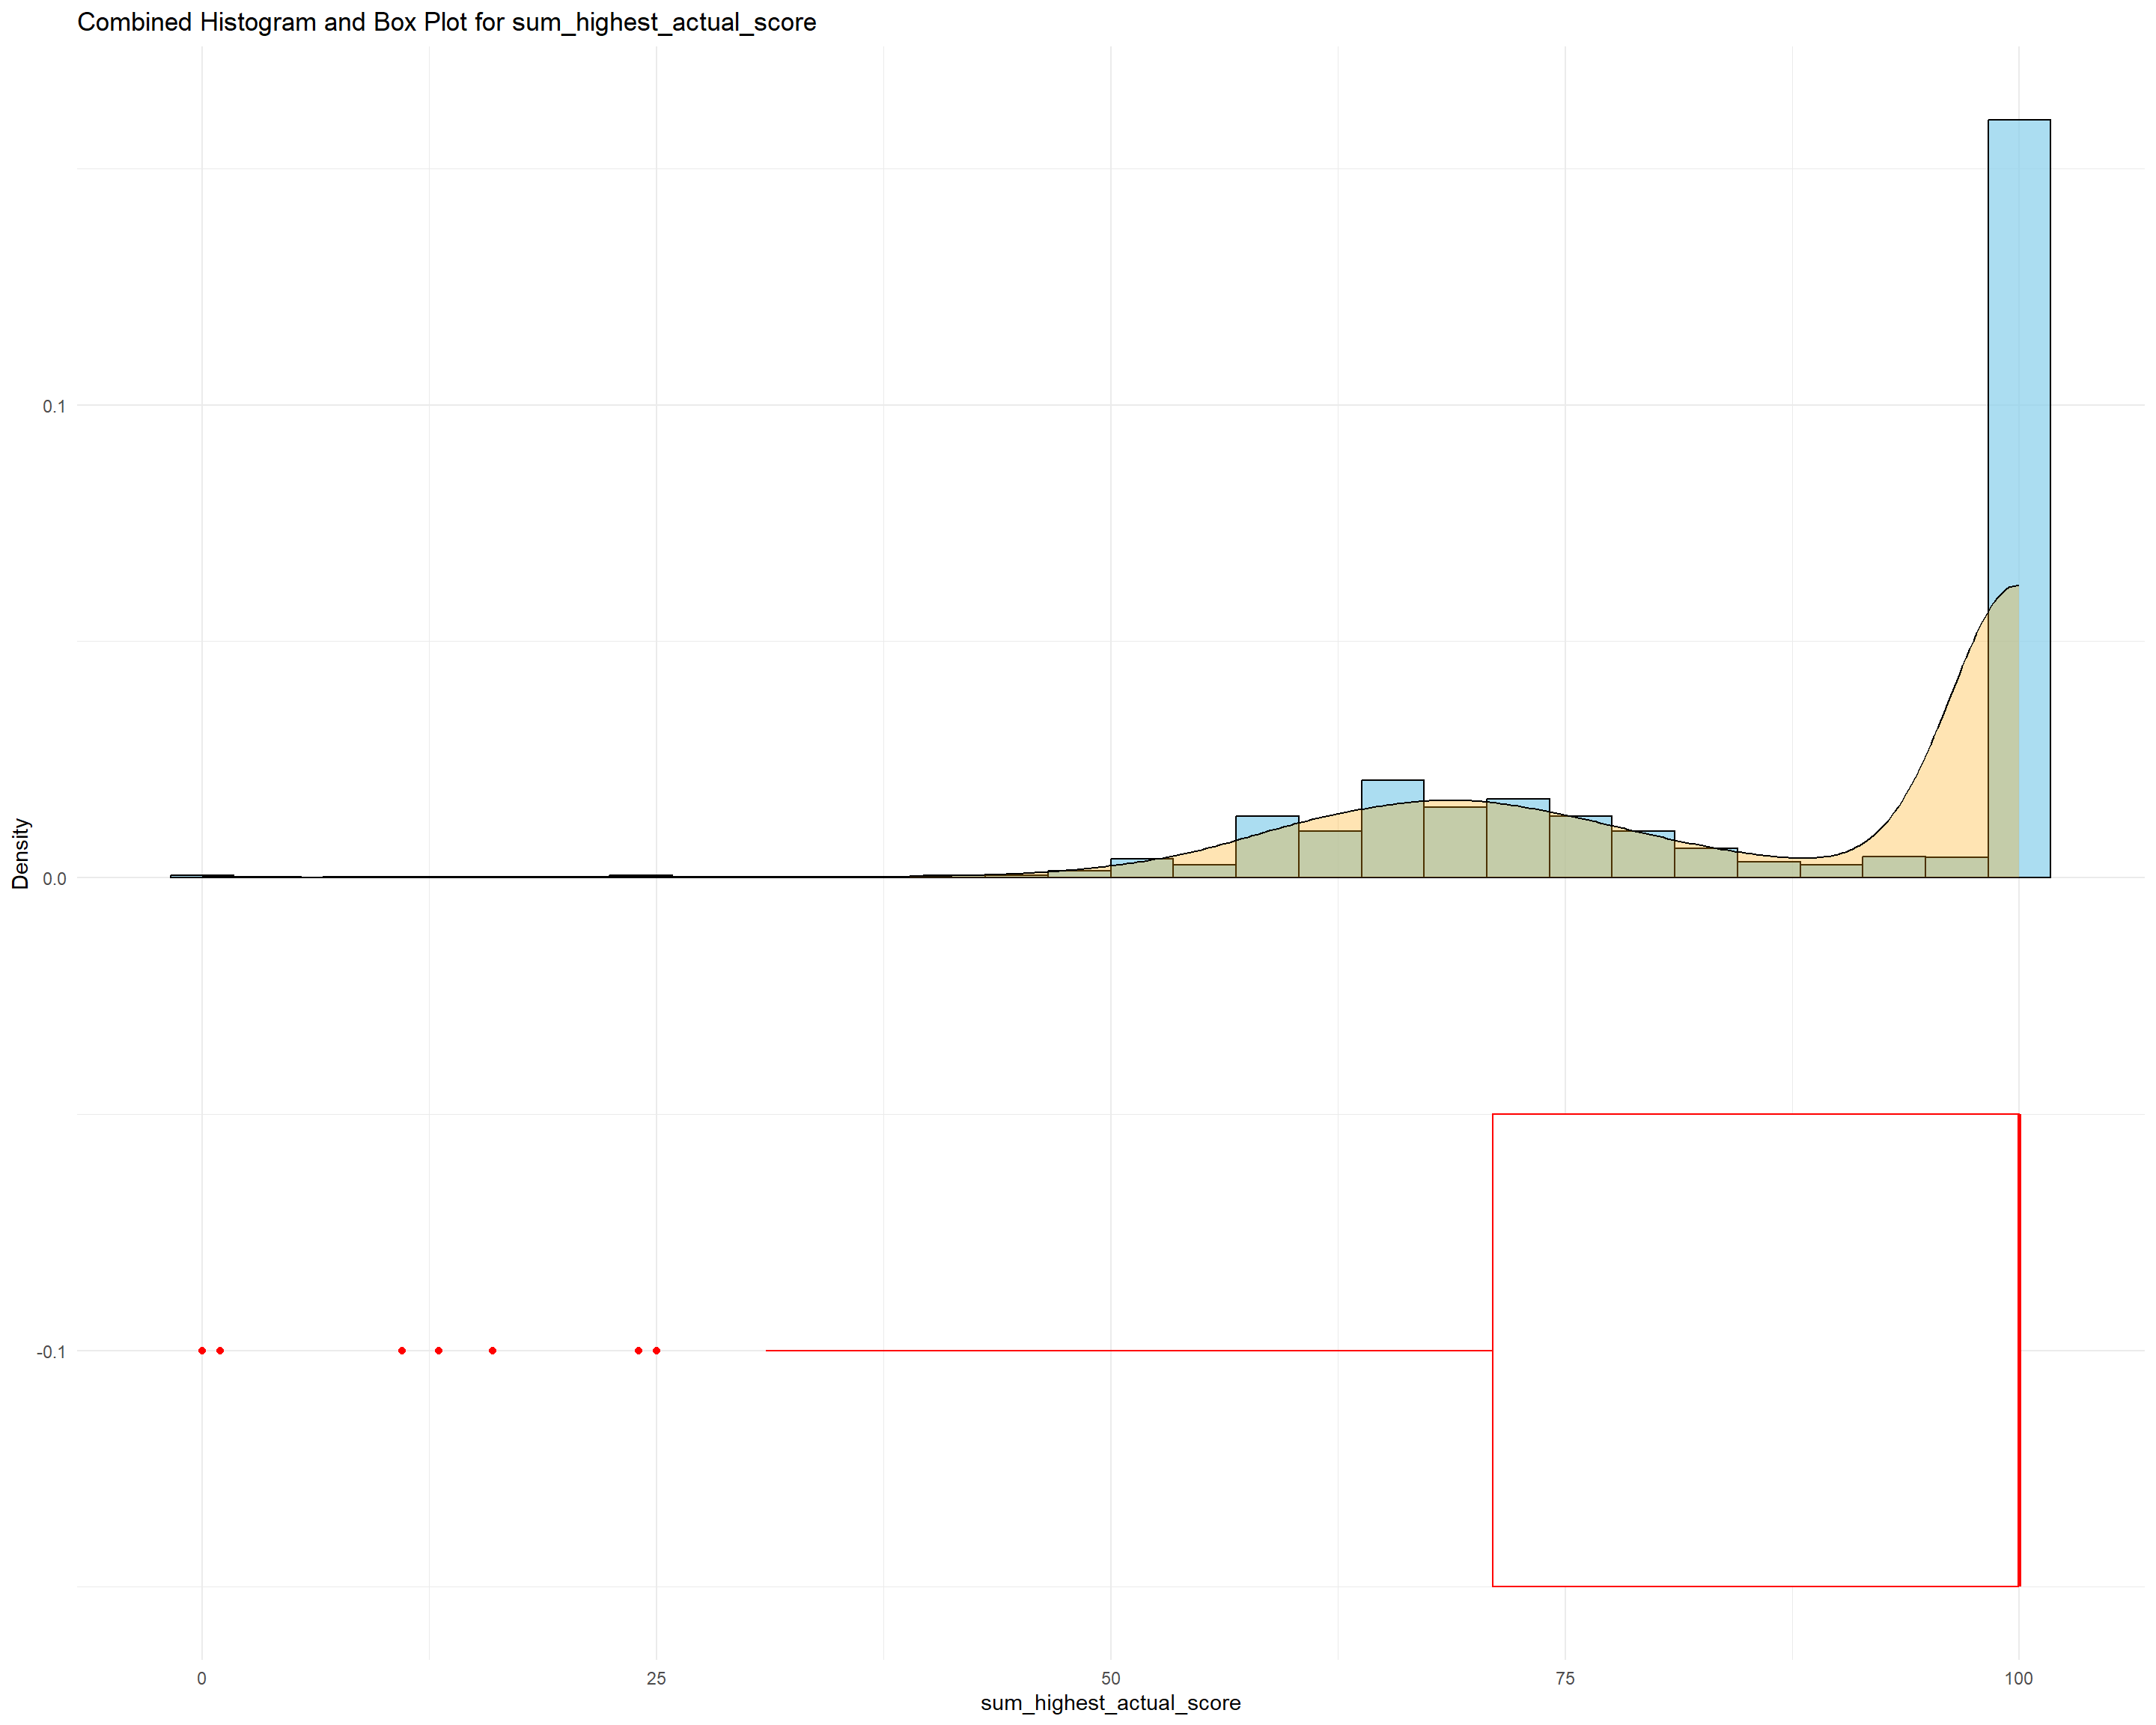 Combined Histogram and Box Plot for sum_highest_actual_score
0.1
0.0
-0.1
Density
0 25 50 75 100
sum_highest_actual_score